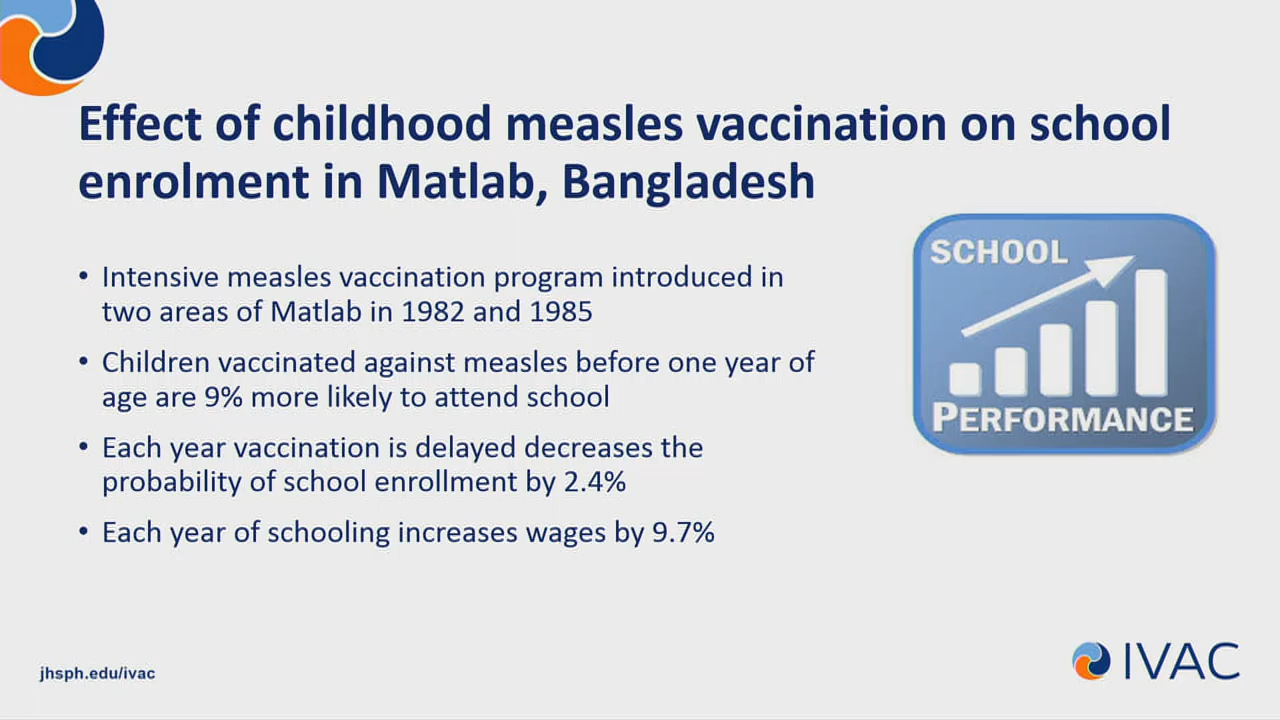 Effect of childhood measles vaccination on school
enrolment in Matlab, Bangladesh
• Intensive measles vaccination program introduced in
two areas of Matlab in 1982 and 1985
• Children vaccinated against measles before one year of
age are 9% more likely to attend school
• Each year vaccination is delayed decreases the
probability of school enrollment by 2.4%
• Each year of schooling increases wages by 9.7%
SCHOOL
PERFORMANCE
jhsph.edu/ivac
IVAC